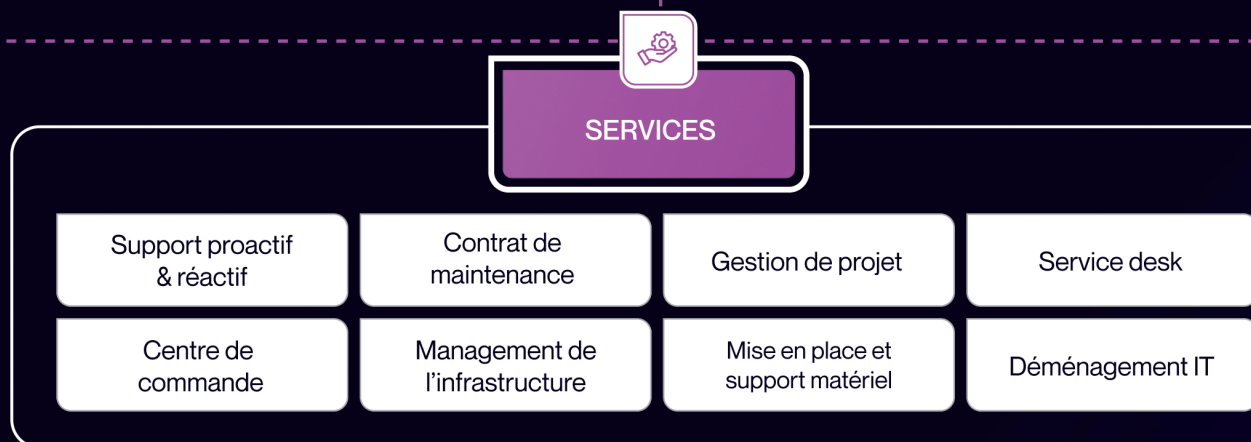 SERVICES
Support proactif
& réactif
Contrat de
maintenance
Gestion de projet
Service desk
Centre de
commande
Management de
l’infrastructure
Mise en place et
support matériel
Déménagement IT